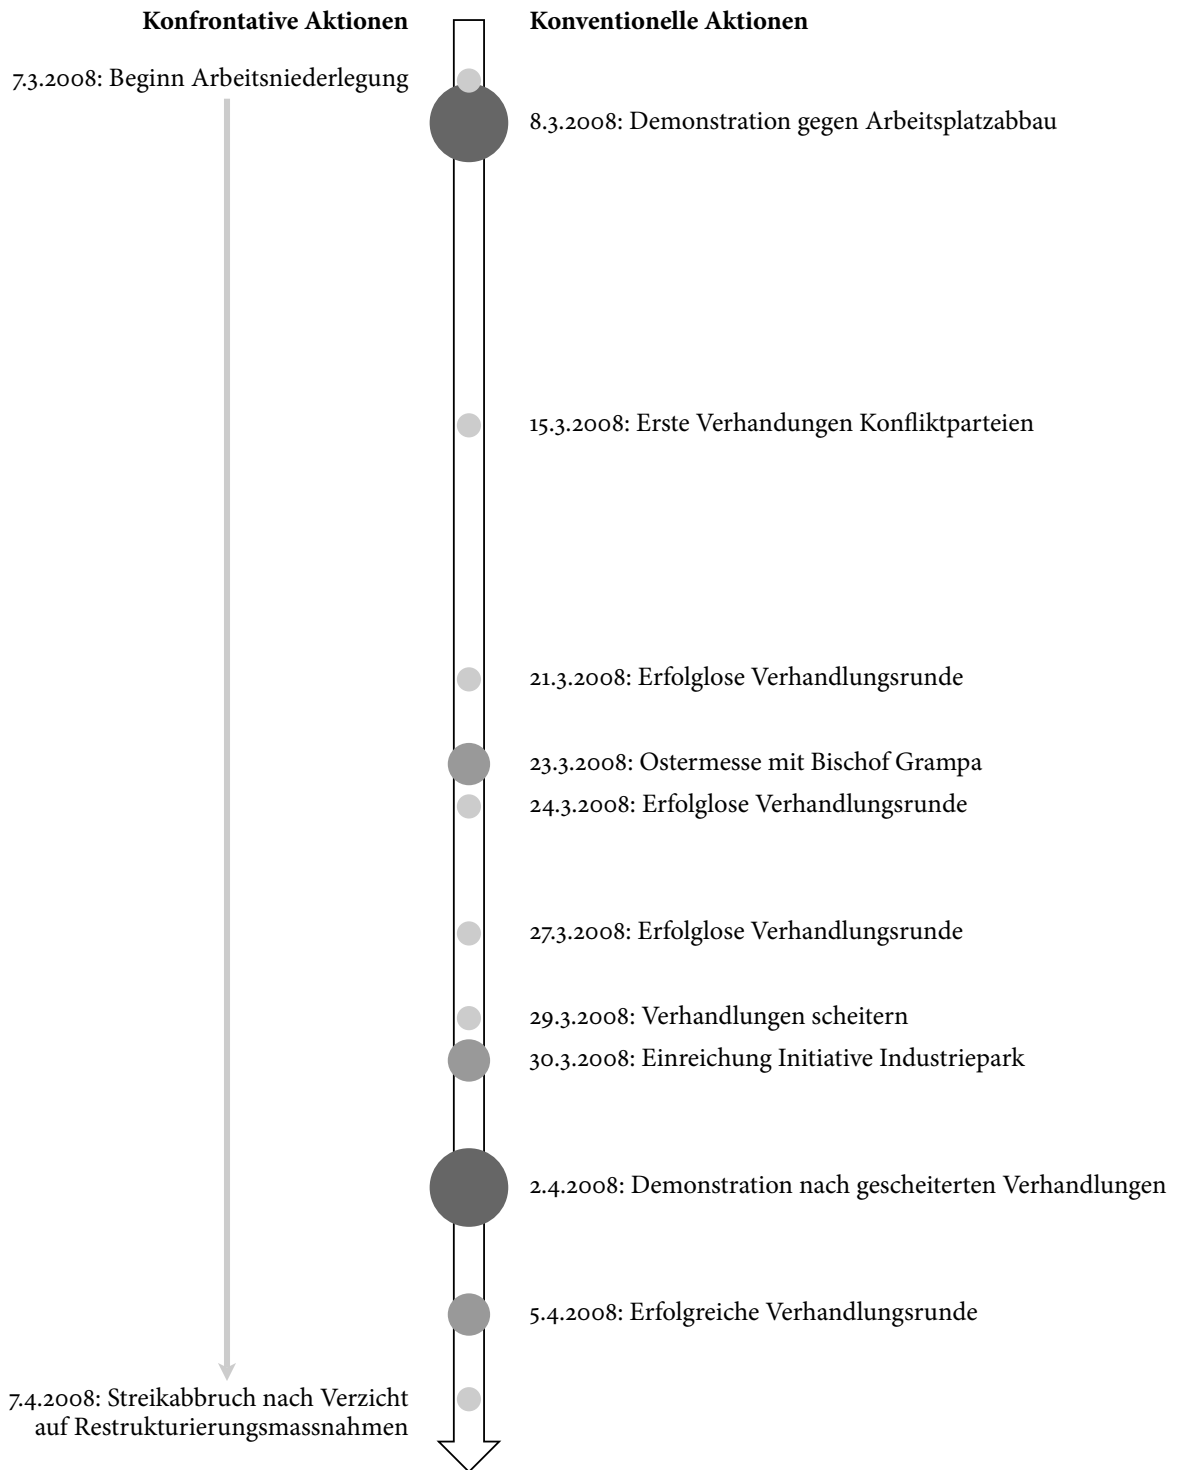 Konfrontative Aktionen
Konventionelle Aktionen
7.3.2008: Beginn Arbeitsniederlegung
8.3.2008: Demonstration gegen Arbeitsplatzabbau
15.3.2008: Erste Verhandungen Konfliktparteien
21.3.2008: Erfolglose Verhandlungsrunde
23.3.2008: Ostermesse mit Bischof Grampa
24.3.2008: Erfolglose Verhandlungsrunde
27.3.2008: Erfolglose Verhandlungsrunde
29.3.2008: Verhandlungen scheitern
30.3.2008: Einreichung Initiative Industriepark
2.4.2008: Demonstration nach gescheiterten Verhandlungen
5.4.2008: Erfolgreiche Verhandlungsrunde
7.4.2008: Streikabbruch nach Verzicht
auf Restrukturierungsmassnahmen